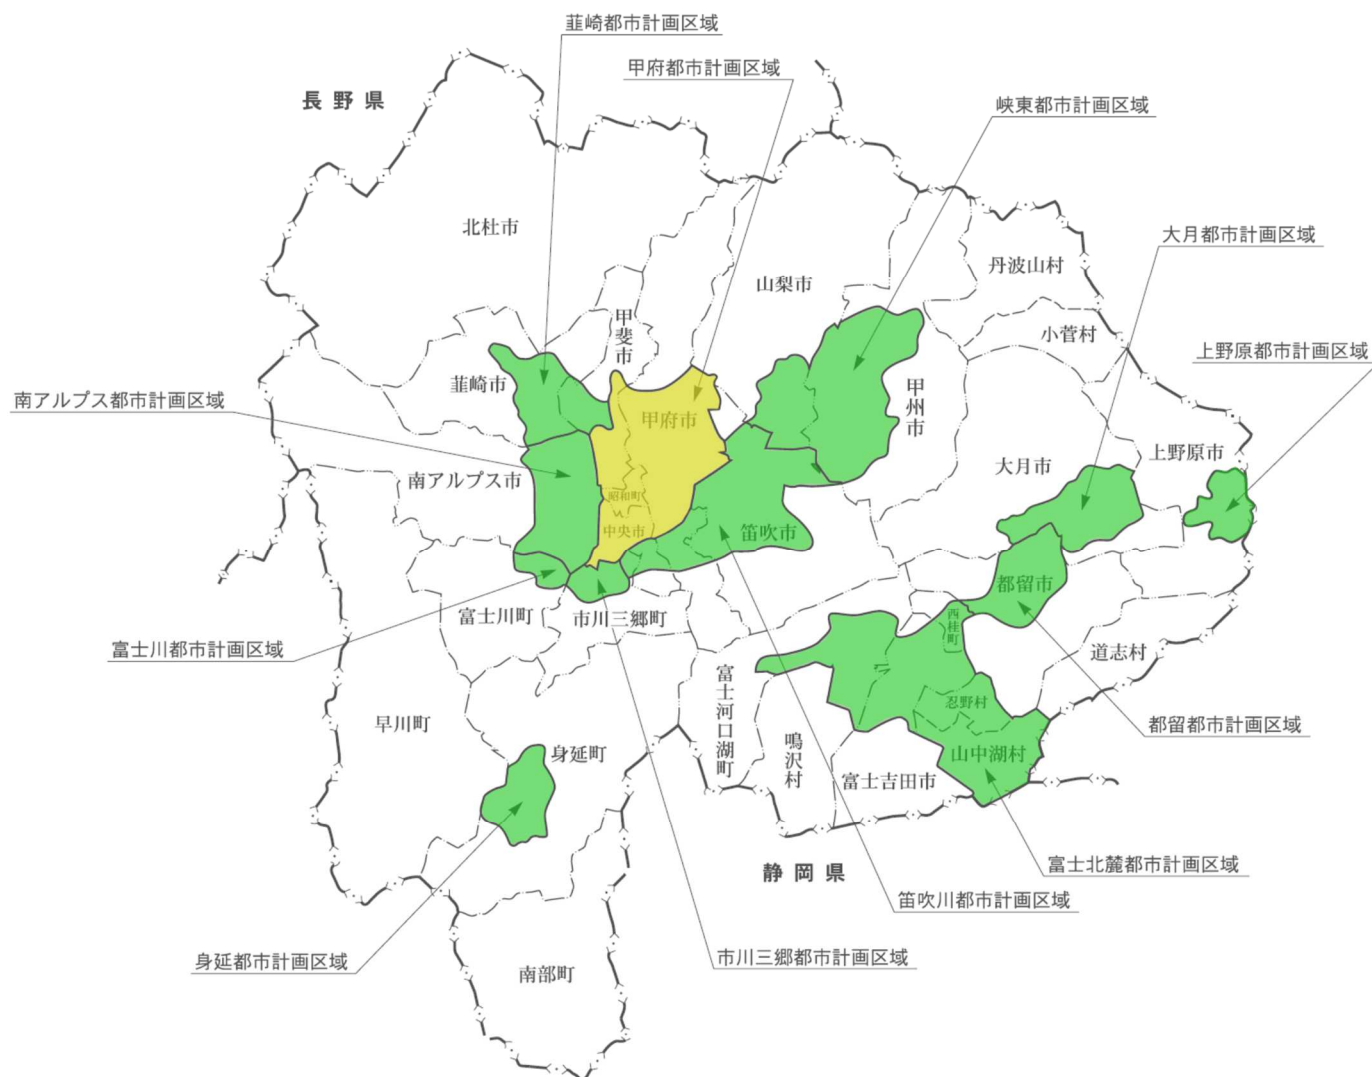 韮崎都市計画区域
甲府都市計画区域
長野県
峡東都市計画区域
北杜市
大月都市計画区域
丹波山村
山梨市
甲斐市
小菅村
上野原都市計画区域
韮崎市
南アルプス都市計画区域
甲府市
甲州市
上野原市
大月市
南アルプス市
昭和町
中央市
笛吹市
都留市
富士川町
市川三郷町
西桂町
富士川都市計画区域
道志村
富士河口湖町
忍野村
早川町
都留都市計画区域
身延町
鳴沢村
山中湖村
富士吉田市
静岡県
富士北麓都市計画区域
笛吹川都市計画区域
身延都市計画区域
市川三郷都市計画区域
南部町